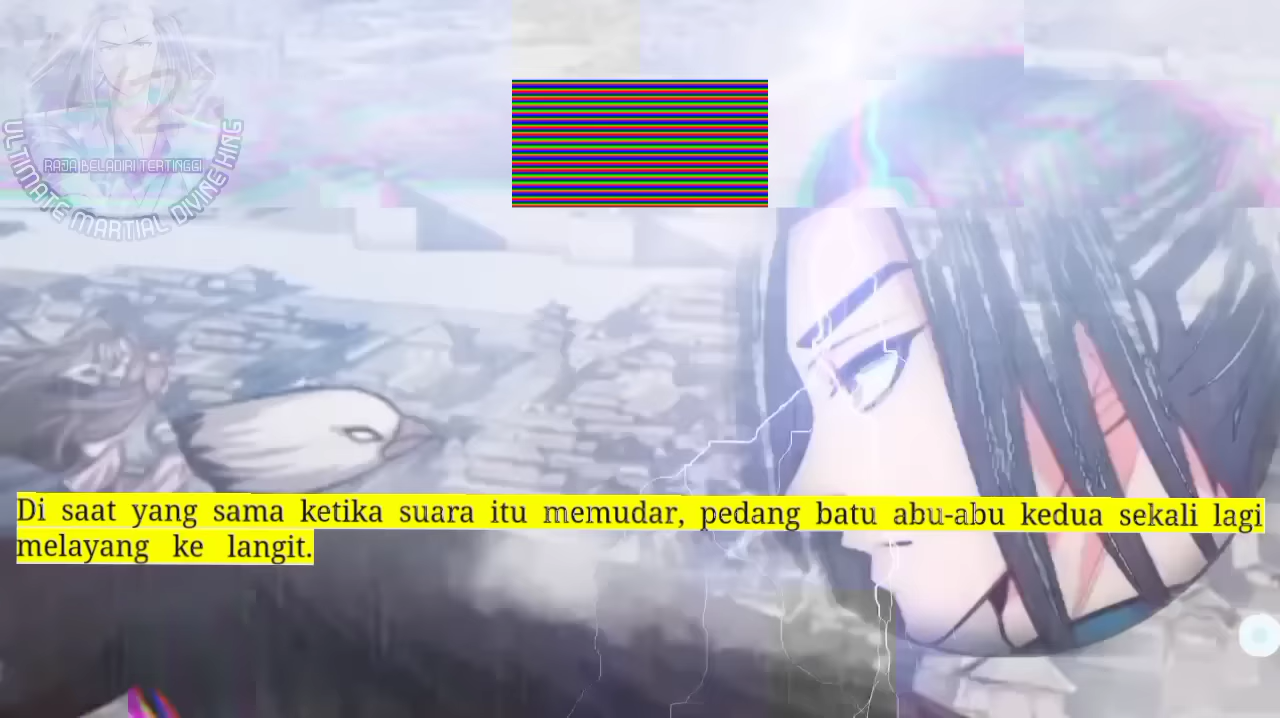 RAJA BELADIRI TERTINGGI
ULTIMATE MARTIAL DIVINE KING
Di saat yang sama ketika suara itu memudar, pedang batu abu-abu kedua sekali lagi
melayang ke langit.